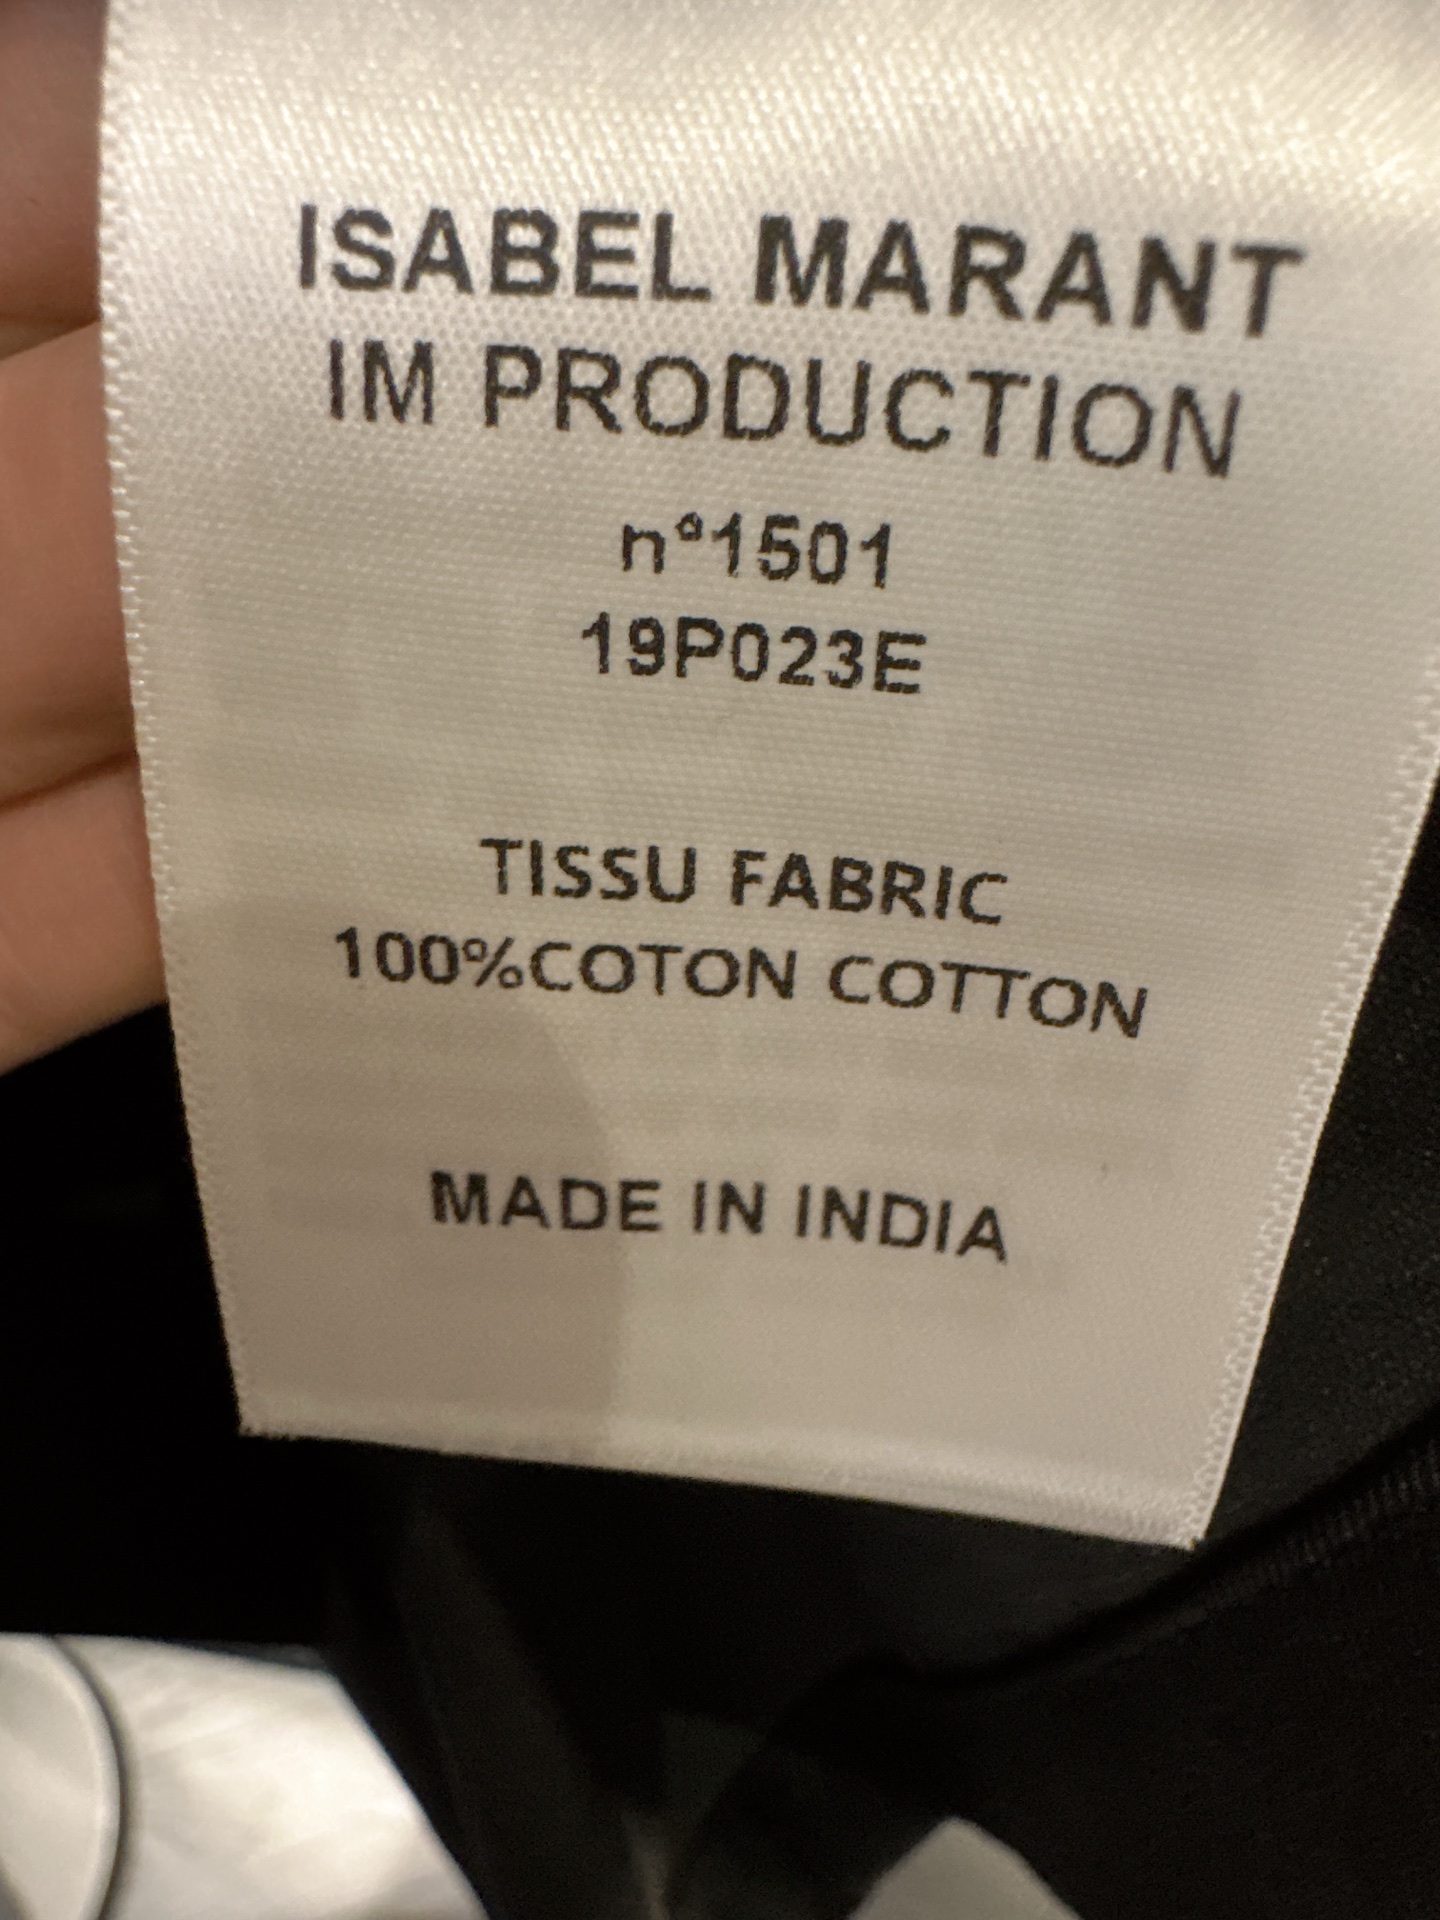 ISABEL MARANT
IM PRODUCTION
n°1501
19P023E
TISSU FABRIC
100%COTON COTTON
MADE IN INDIA